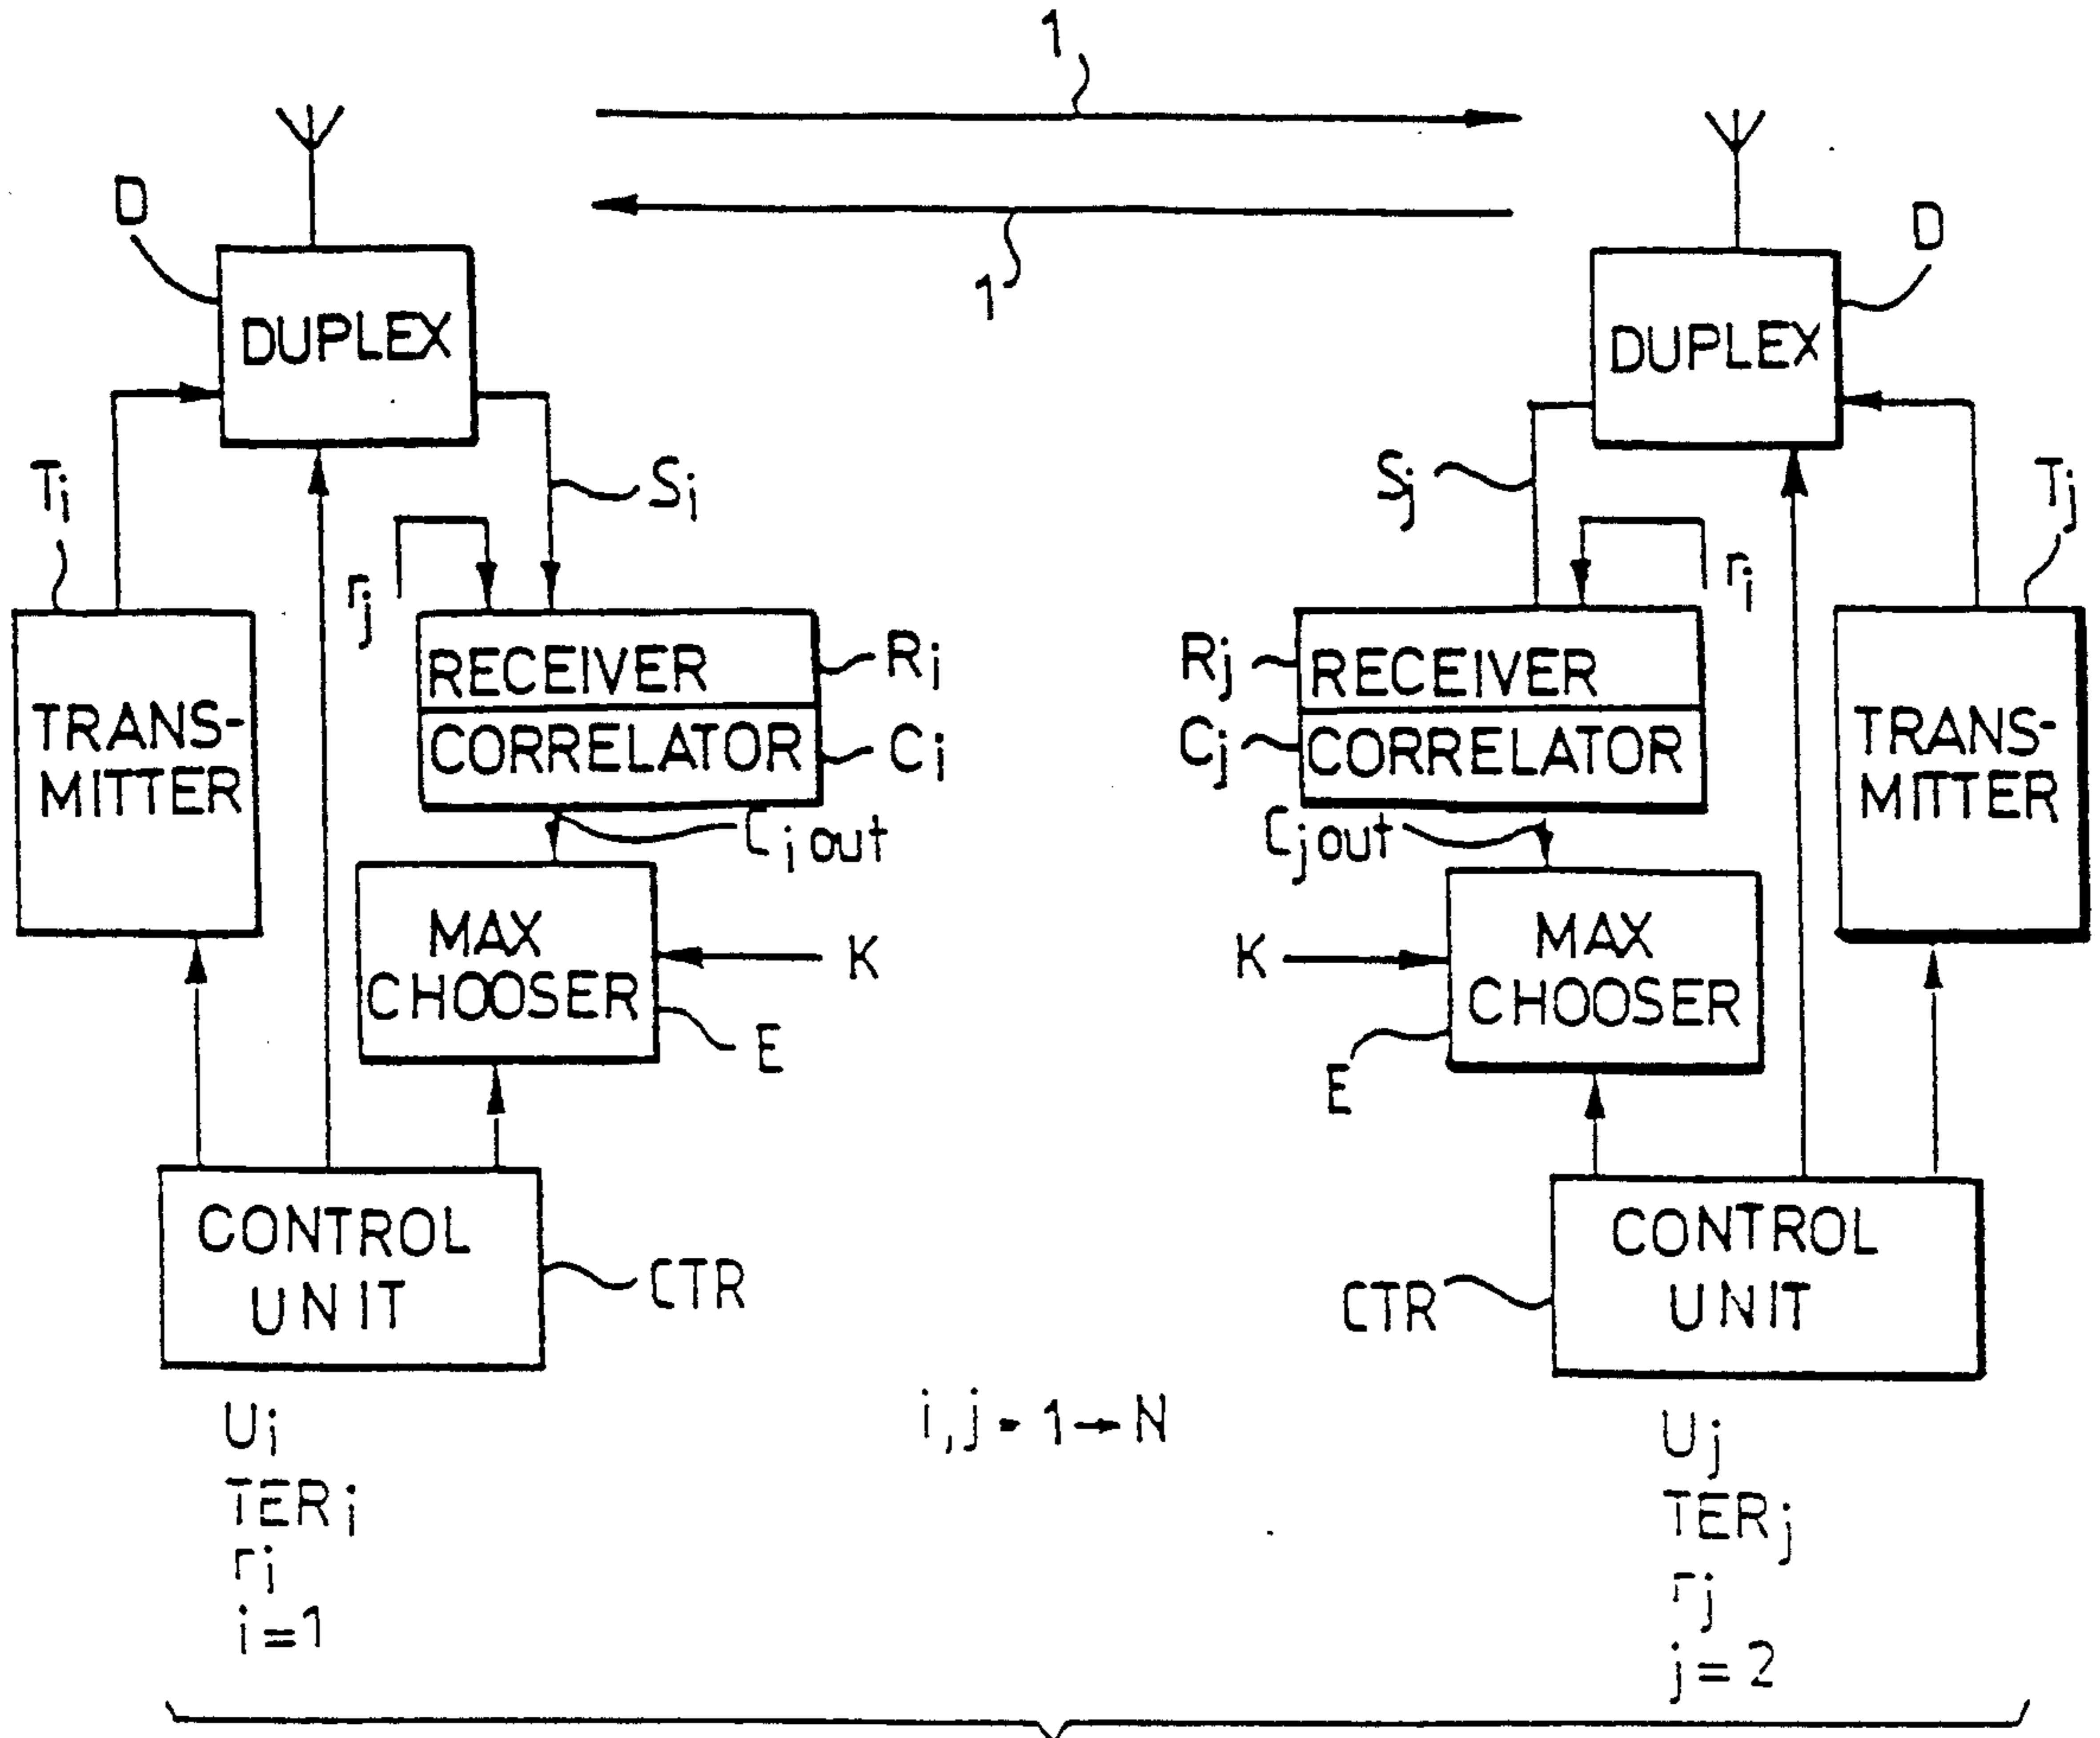 1
1
D
DUPLEX
Ti
Si
rj
TRANS-
MITTER
RECEIVER
CORRELATOR
Ri
Ci
Ci out
MAX
CHOOSER
K
E
CONTROL
UNIT
CTR
Ui
TERi
ri
i=1
i,j = 1→N
D
DUPLEX
Sj
Tj
ri
Rj
RECEIVER
Cj
CORRELATOR
TRANS-
MITTER
Cj out
K
MAX
CHOOSER
E
CONTROL
UNIT
CTR
Uj
TERj
rj
j=2